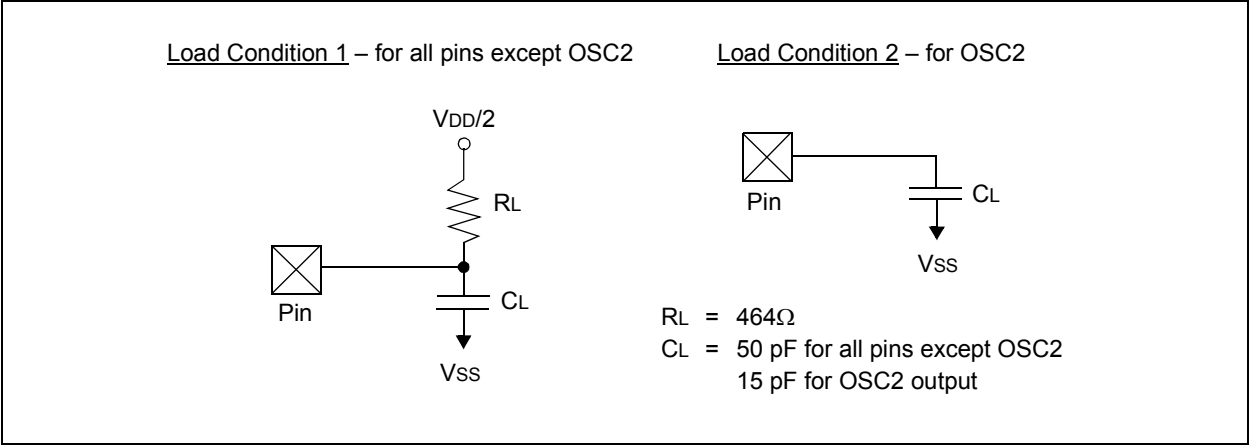 Load Condition 1 – for all pins except OSC2
VDD/2
RL
Pin
CL
VSS
Load Condition 2 – for OSC2
Pin
CL
VSS
RL = 464Ω
CL = 50 pF for all pins except OSC2
15 pF for OSC2 output